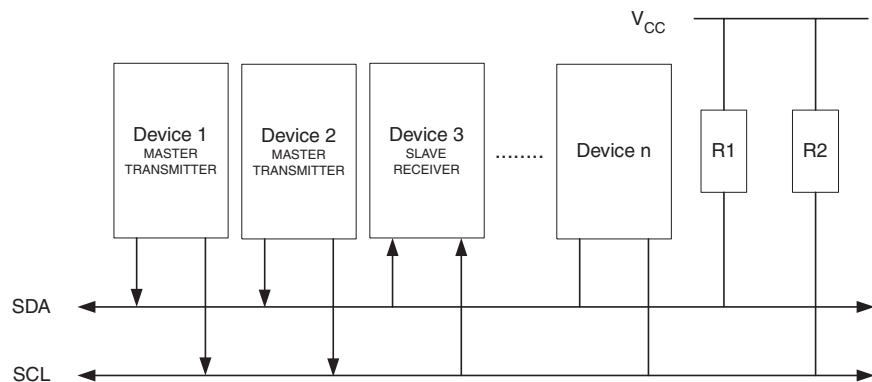 V_CC
Device 1
MASTER
TRANSMITTER
Device 2
MASTER
TRANSMITTER
Device 3
SLAVE
RECEIVER
........
Device n
R1
R2
SDA
SCL